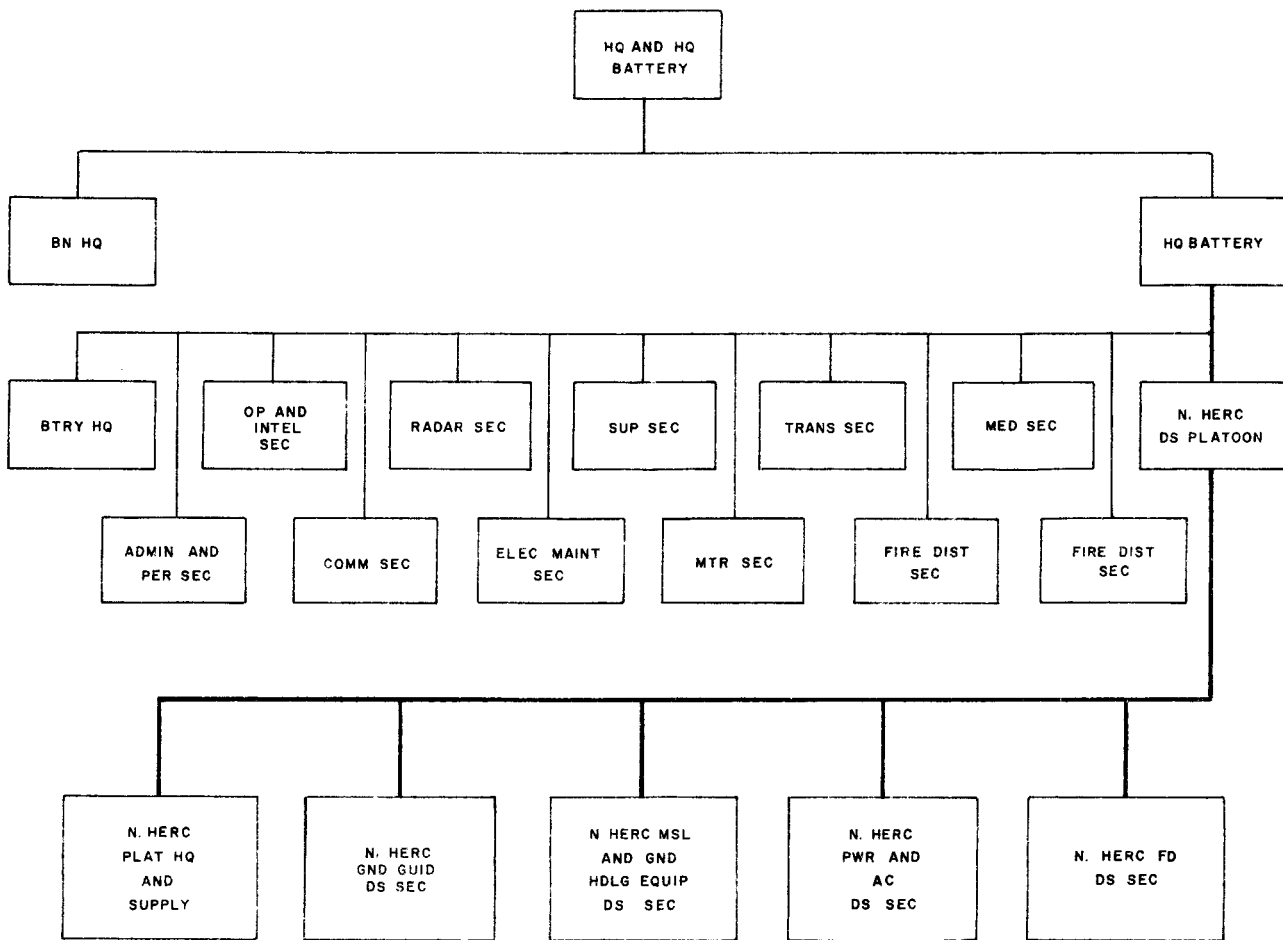 HQ AND HQ
BATTERY
BN HQ
HQ BATTERY
BTRY HQ
OP AND
INTEL
SEC
RADAR SEC
SUP SEC
TRANS SEC
MED SEC
N. HERC
DS PLATOON
ADMIN AND
PER SEC
COMM SEC
ELEC MAINT
SEC
MTR SEC
FIRE DIST
SEC
FIRE DIST
SEC
N. HERC
PLAT HQ
AND
SUPPLY
N. HERC
GND GUID
DS SEC
N HERC MSL
AND GND
HDLG EQUIP
DS SEC
N. HERC
PWR AND
AC
DS SEC
N. HERC FD
DS SEC